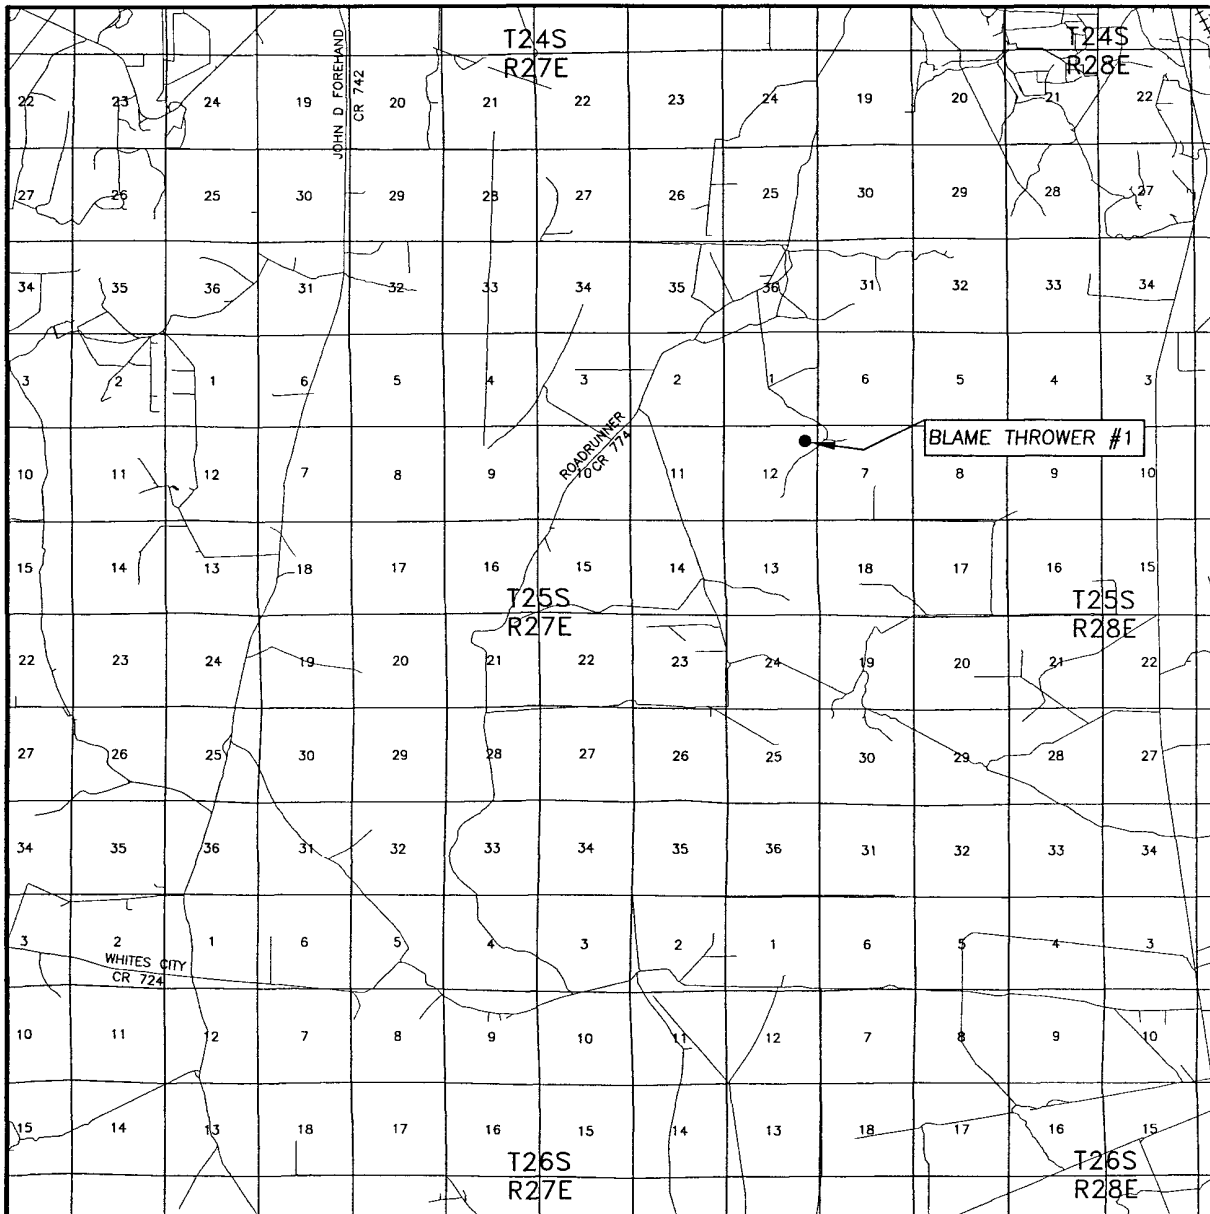 T24S
R27E
T24S
R28E
JOHN D FOREHAND
CR 742
22 23 24 19 20 21 22 23 24 19 20 21 22
27 26 25 30 29 28 27 26 25 30 29 28 27
34 35 36 31 32 33 34 35 36 31 32 33 34
3 2 1 6 5 4 3 2 1 6 5 4 3
ROADRUNNER
CR 774
BLAME THROWER #1
10 11 12 7 8 9 10 11 12 7 8 9 10
15 14 13 18 17 16 15 14 13 18 17 16 15
T25S
R27E
T25S
R28E
22 23 24 19 20 21 22 23 24 19 20 21 22
27 26 25 30 29 28 27 26 25 30 29 28 27
34 35 36 31 32 33 34 35 36 31 32 33 34
3 2 1 6 5 4 3 2 1 6 5 4 3
WHITES CITY
CR 724
10 11 12 7 8 9 10 11 12 7 8 9 10
15 14 13 18 17 16 15 14 13 18 17 16 15
T26S
R27E
T26S
R28E